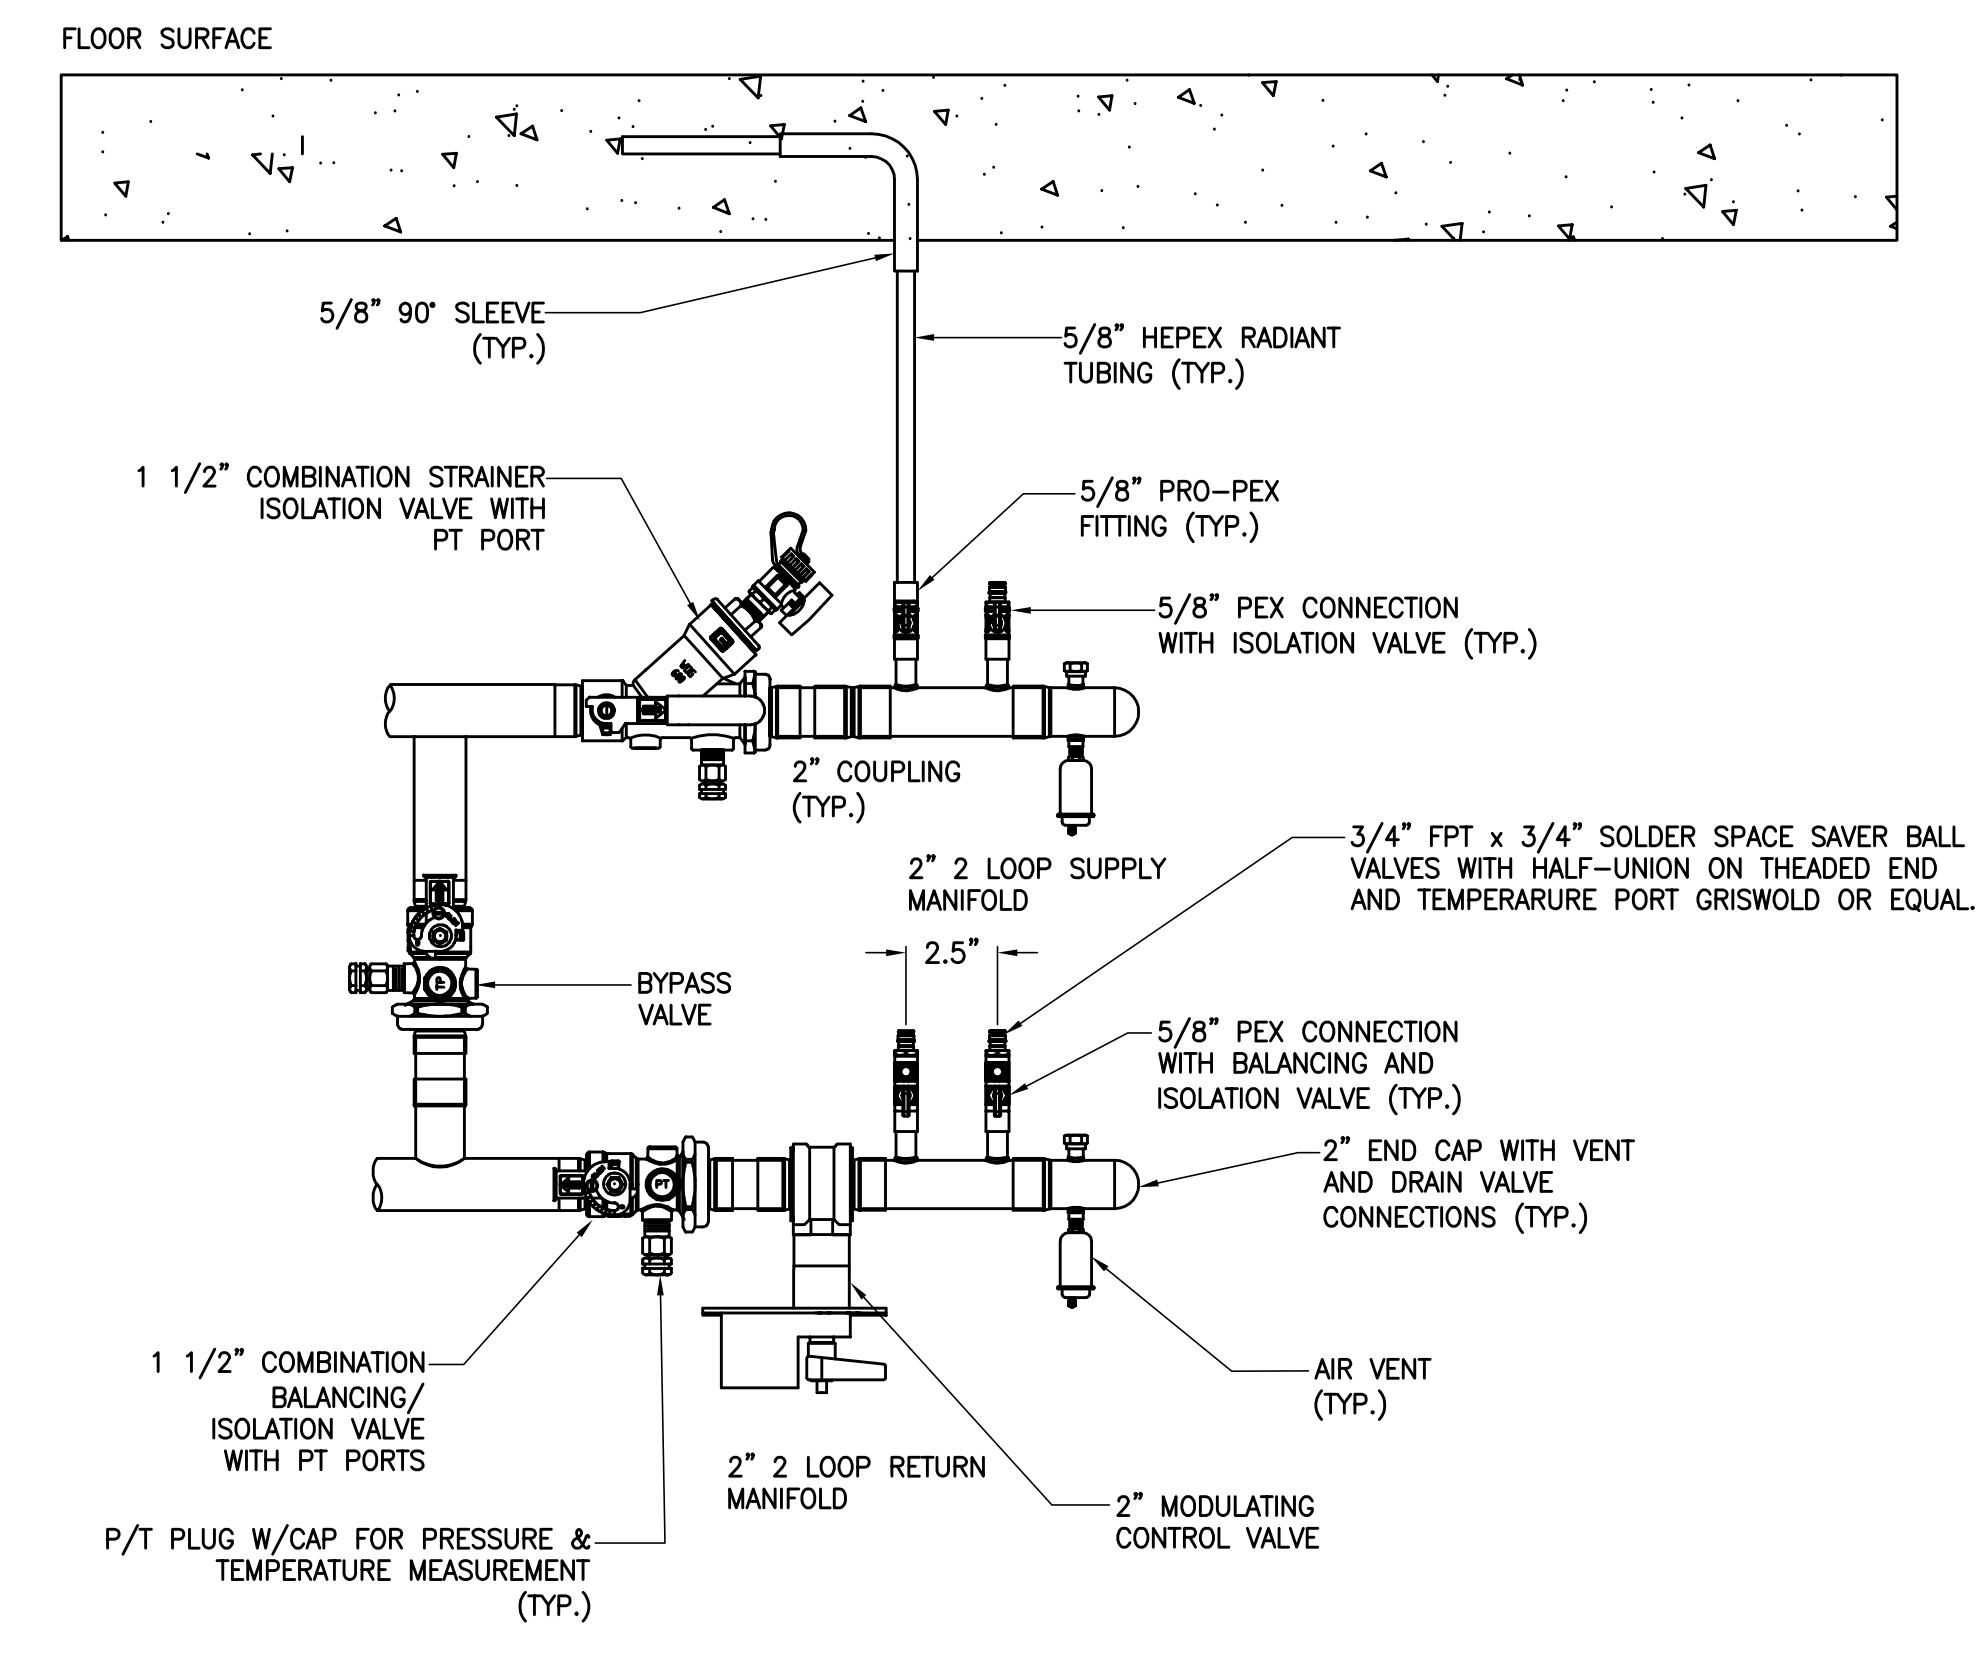 FLOOR SURFACE
5/8" 90° SLEEVE
(TYP.)
5/8" HEPEX RADIANT
TUBING (TYP.)
1 1/2" COMBINATION STRAINER
ISOLATION VALVE WITH
PT PORT
5/8" PRO-PEX
FITTING (TYP.)
5/8" PEX CONNECTION
WITH ISOLATION VALVE (TYP.)
2" COUPLING
(TYP.)
3/4" FPT x 3/4" SOLDER SPACE SAVER BALL
VALVES WITH HALF-UNION ON THEADED END
AND TEMPERARURE PORT GRISWOLD OR EQUAL.
2" 2 LOOP SUPPLY
MANIFOLD
2.5"
BYPASS
VALVE
TP
5/8" PEX CONNECTION
WITH BALANCING AND
ISOLATION VALVE (TYP.)
2" END CAP WITH VENT
AND DRAIN VALVE
CONNECTIONS (TYP.)
PT
1 1/2" COMBINATION
BALANCING/
ISOLATION VALVE
WITH PT PORTS
AIR VENT
(TYP.)
2" 2 LOOP RETURN
MANIFOLD
2" MODULATING
CONTROL VALVE
P/T PLUG W/CAP FOR PRESSURE &
TEMPERATURE MEASUREMENT
(TYP.)